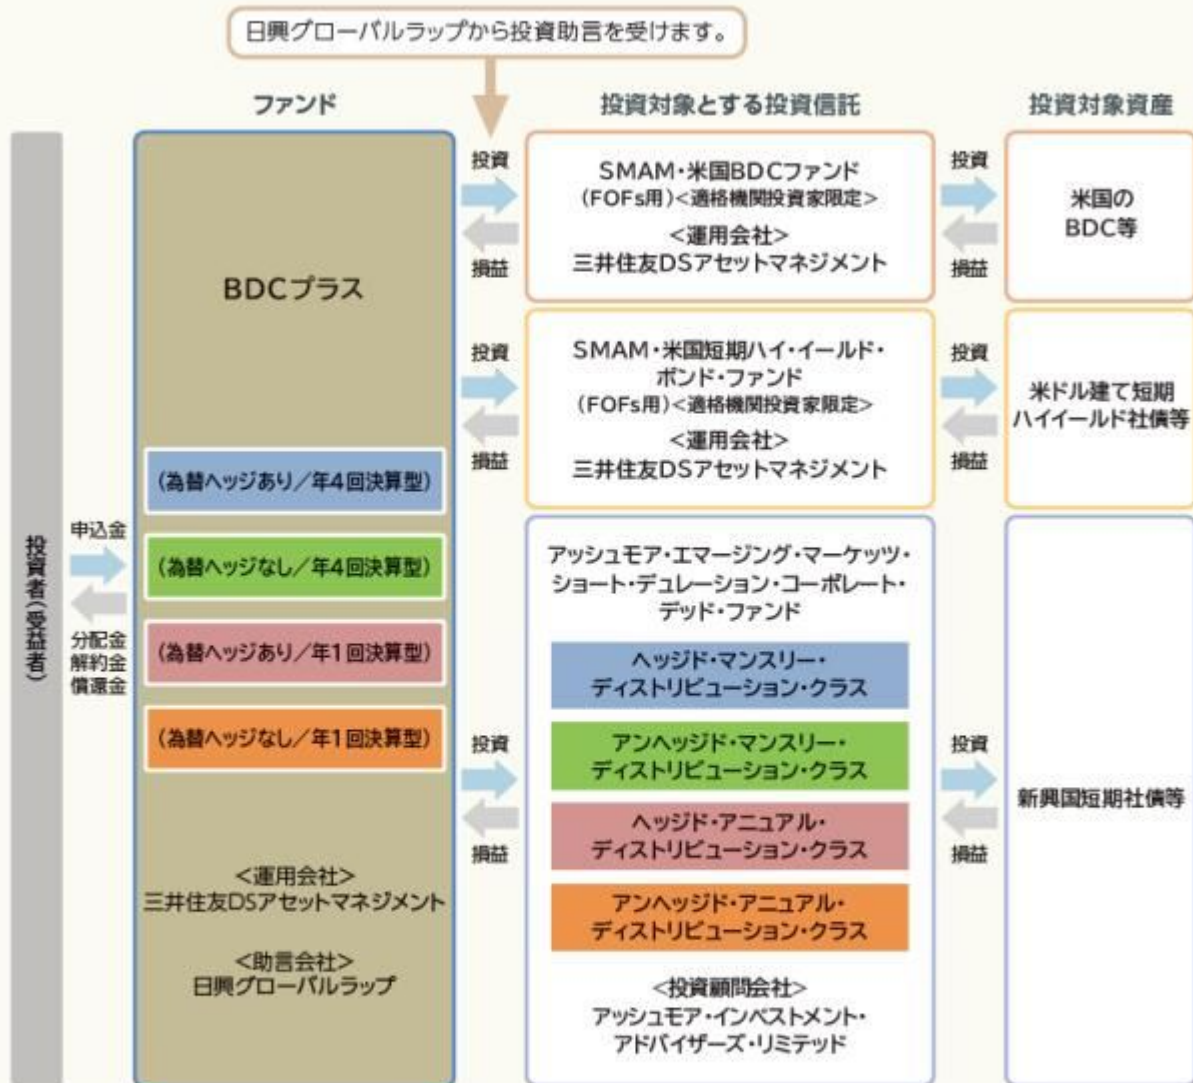 日興グローバルラップから投資助言を受けます。
ファンド
投資対象とする投資信託
投資対象資産
投資者(受益者)
申込金
分配金
解約金
償還金
BDCプラス
(為替ヘッジあり/年4回決算型)
(為替ヘッジなし/年4回決算型)
(為替ヘッジあり/年1回決算型)
(為替ヘッジなし/年1回決算型)
<運用会社>
三井住友DSアセットマネジメント
<助言会社>
日興グローバルラップ
投資
損益
SMAM・米国BDCファンド
(FOFs用)<適格機関投資家限定>
<運用会社>
三井住友DSアセットマネジメント
投資
損益
米国の
BDC等
投資
損益
SMAM・米国短期ハイ・イールド・
ボンド・ファンド
(FOFs用)<適格機関投資家限定>
<運用会社>
三井住友DSアセットマネジメント
投資
損益
米ドル建て短期
ハイイールド社債等
投資
損益
アッシュモア・エマージング・マーケッツ・
ショート・デュレーション・コーポレート・
デッド・ファンド
ヘッジド・マンスリー・
ディストリビューション・クラス
アンヘッジド・マンスリー・
ディストリビューション・クラス
ヘッジド・アニュアル・
ディストリビューション・クラス
アンヘッジド・アニュアル・
ディストリビューション・クラス
<投資顧問会社>
アッシュモア・インベストメント・
アドバイザーズ・リミテッド
投資
損益
新興国短期社債等